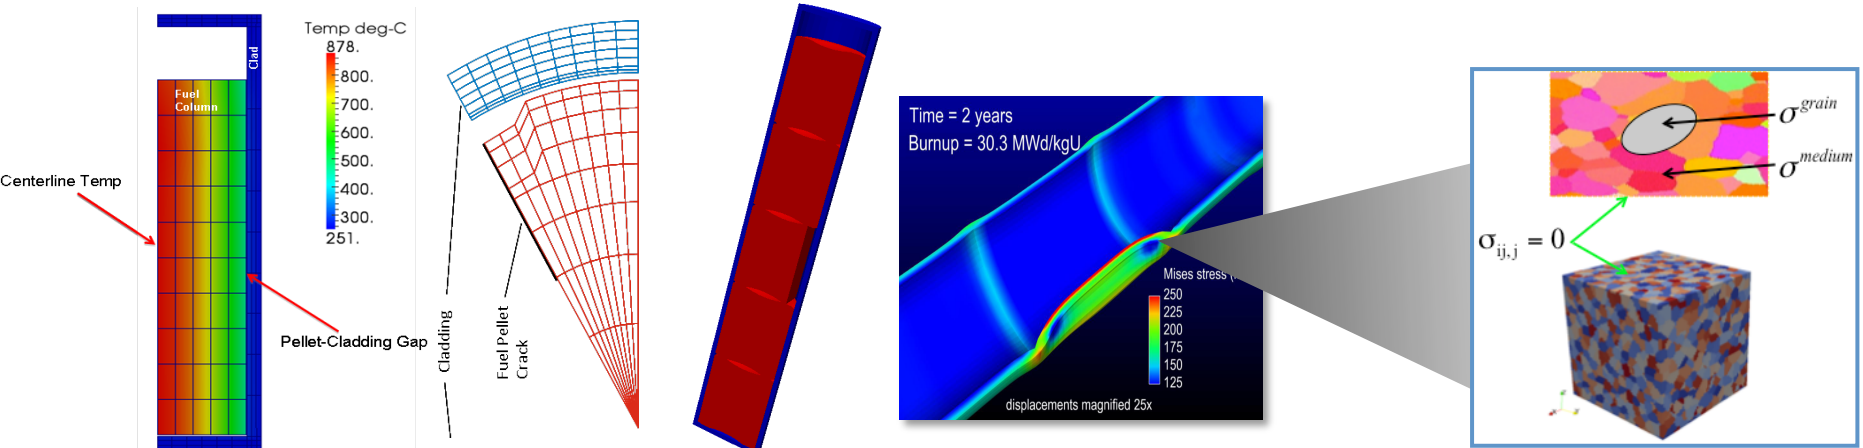 Temp deg-C
878.
800.
700.
600.
500.
400.
300.
251.
Clad
Fuel
Column
Centerline Temp
Pellet-Cladding Gap
Cladding
Fuel Pellet
Crack
Time = 2 years
Burnup = 30.3 MWd/kgU
Mises stress (
250
225
200
175
150
125
displacements magnified 25x
σgrain
σmedium
σij,j = 0